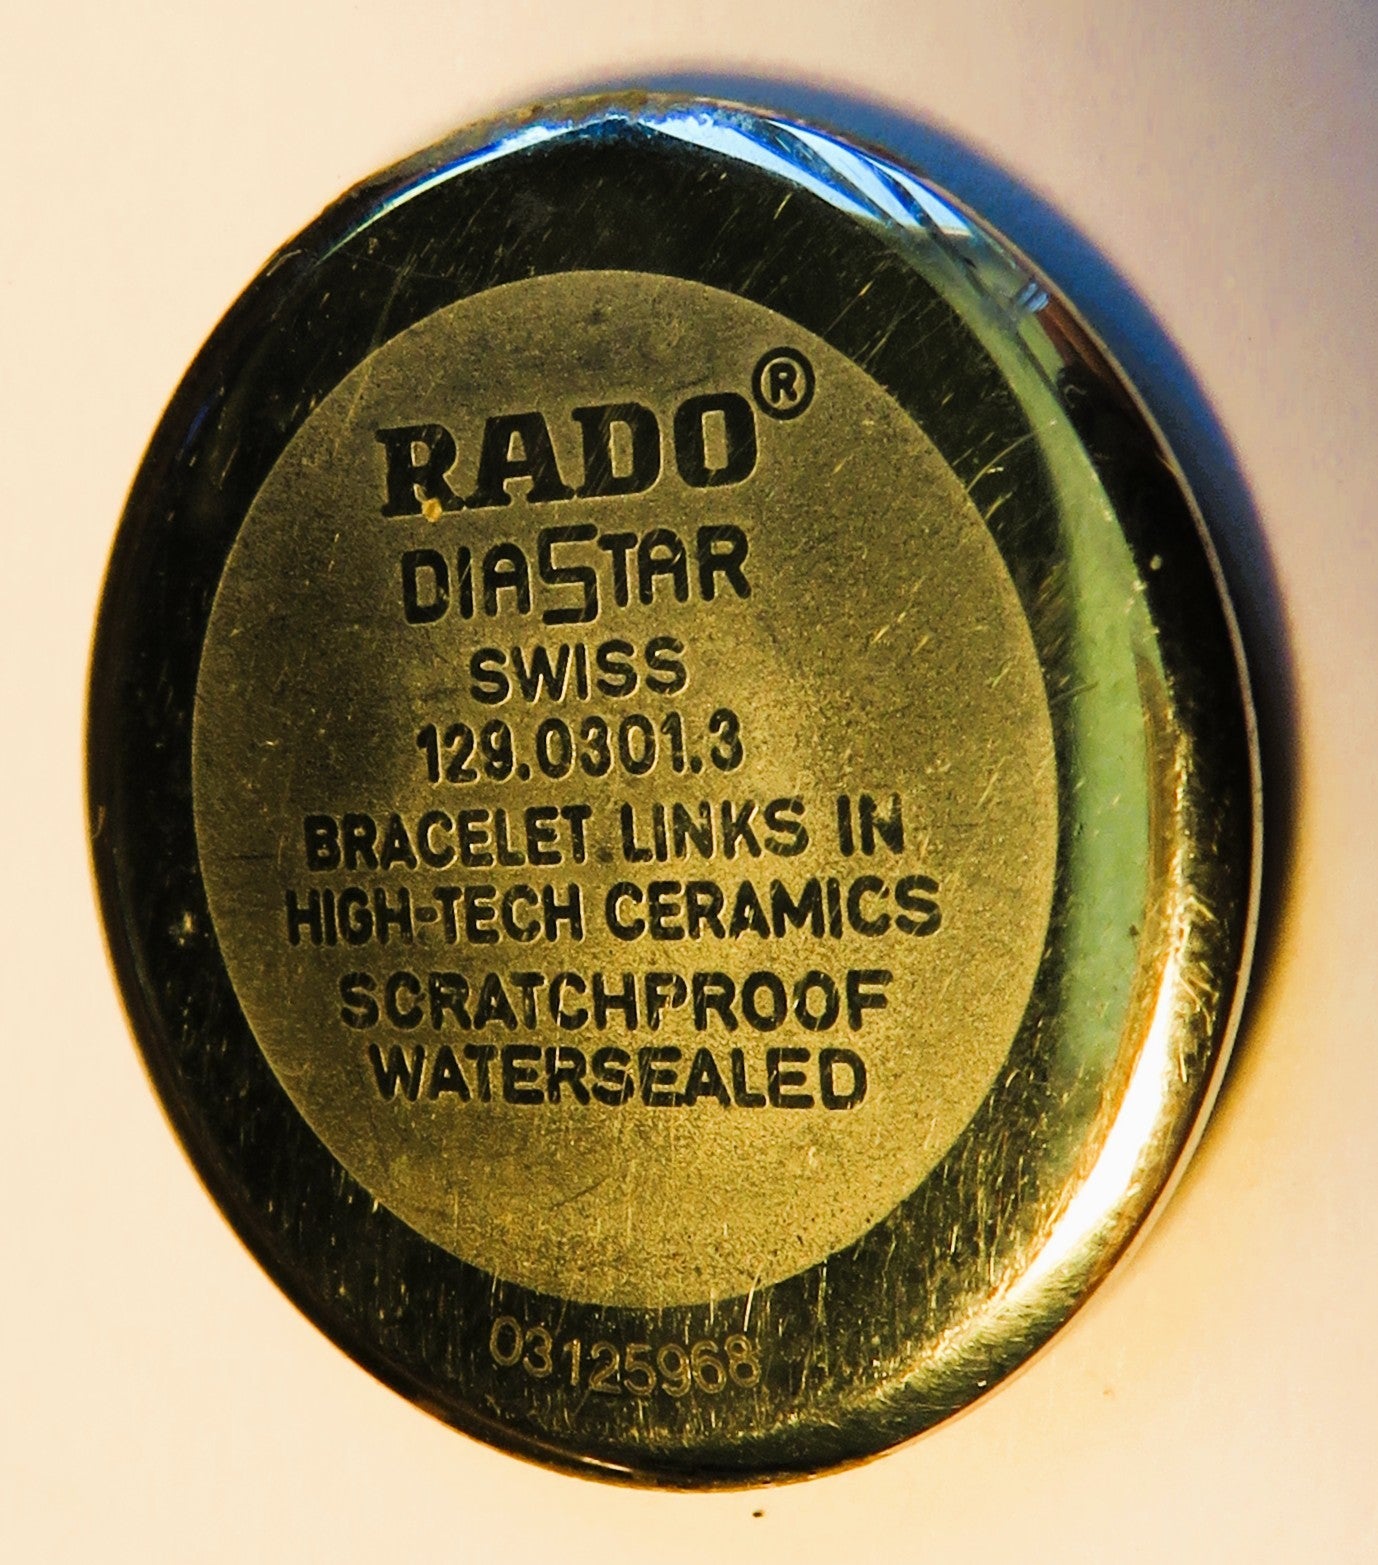 RADO®
DIASTAR
SWISS
129.0301.3
BRACELET LINKS IN
HIGH-TECH CERAMICS
SCRATCHPROOF
WATERSEALED
03125968